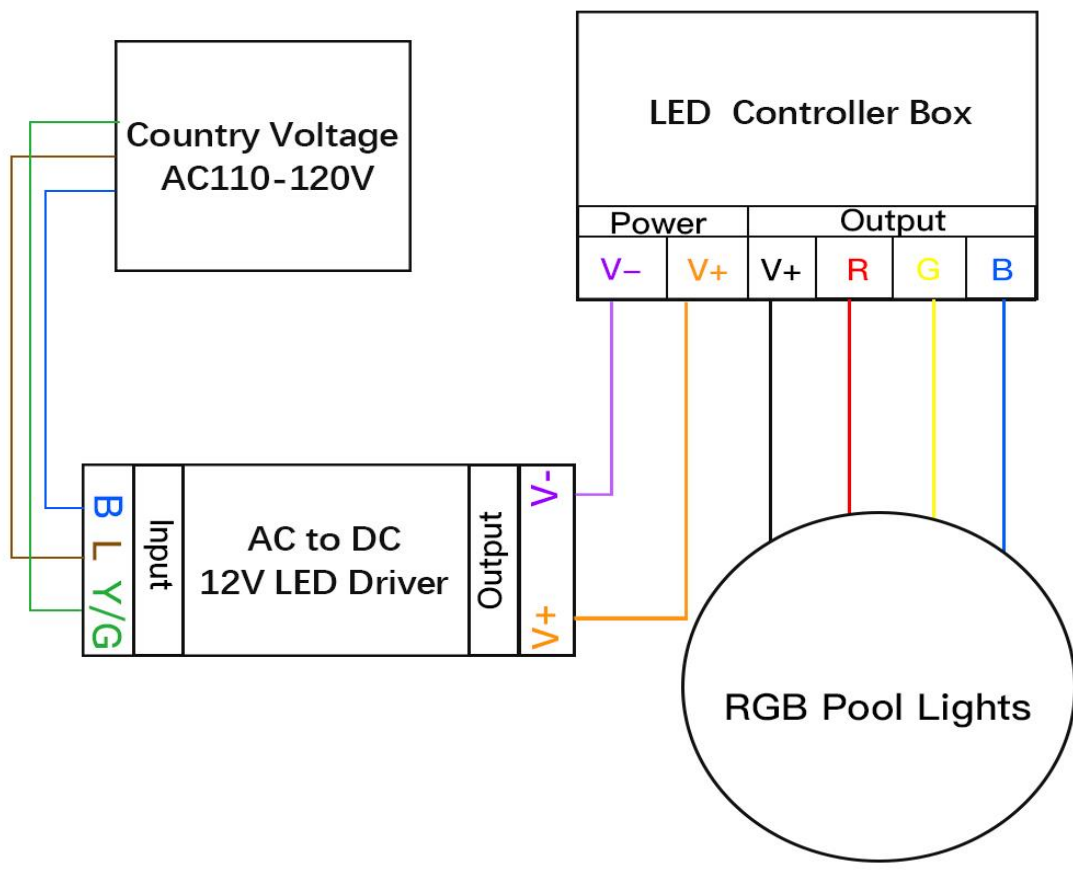 Country Voltage
AC110-120V
LED Controller Box
Power
Output
V-
V+
V+
R
G
B
B
L
Y/G
Input
AC to DC
12V LED Driver
Output
V-
V+
RGB Pool Lights